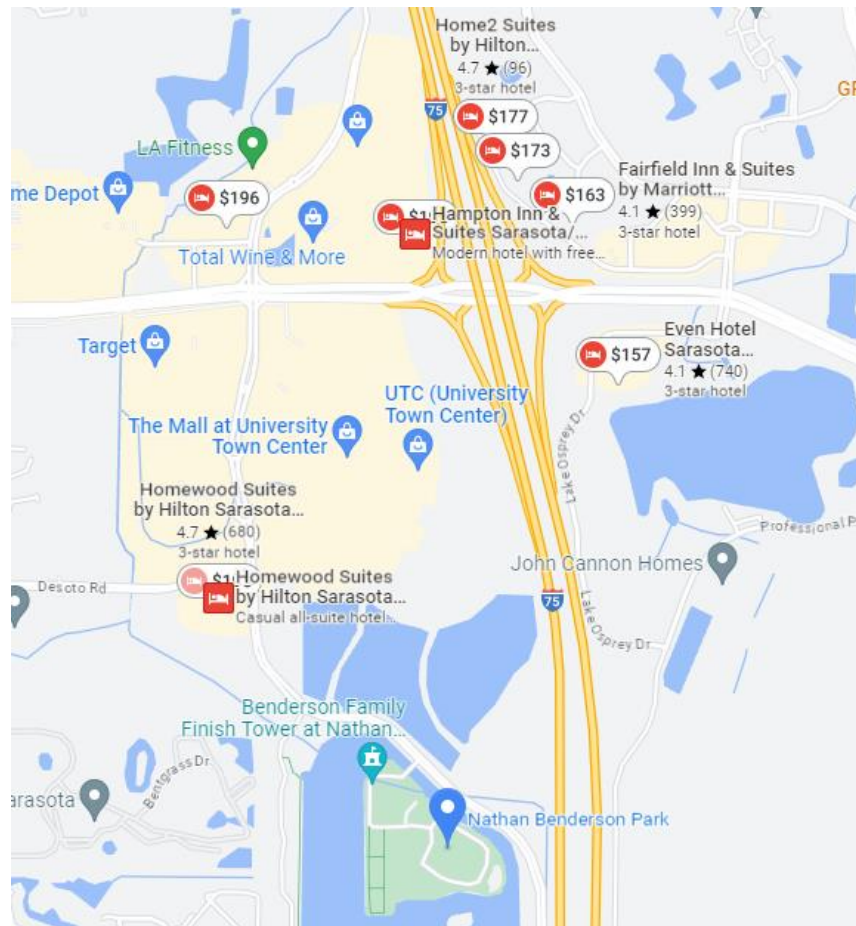 Home2 Suites
by Hilton...
4.7 ★ (96)
3-star hotel
75
$177
GF
LA Fitness
$173
me Depot
$196
$163
Fairfield Inn & Suites
by Marriott...
4.1 ★ (399)
3-star hotel
Hampton Inn &
Suites Sarasota/...
Modern hotel with free...
Total Wine & More
Target
$157
Even Hotel
Sarasota...
4.1 ★ (740)
3-star hotel
UTC (University
Town Center)
The Mall at University
Town Center
Lake Osprey Dr
Homewood Suites
by Hilton Sarasota...
4.7 ★ (680)
3-star hotel
Professional P
John Cannon Homes
Desoto Rd
Homewood Suites
by Hilton Sarasota...
Casual all-suite hotel...
75
Lake Osprey Dr
Benderson Family
Finish Tower at Nathan...
Bentgrass Dr
arasota
Nathan Benderson Park